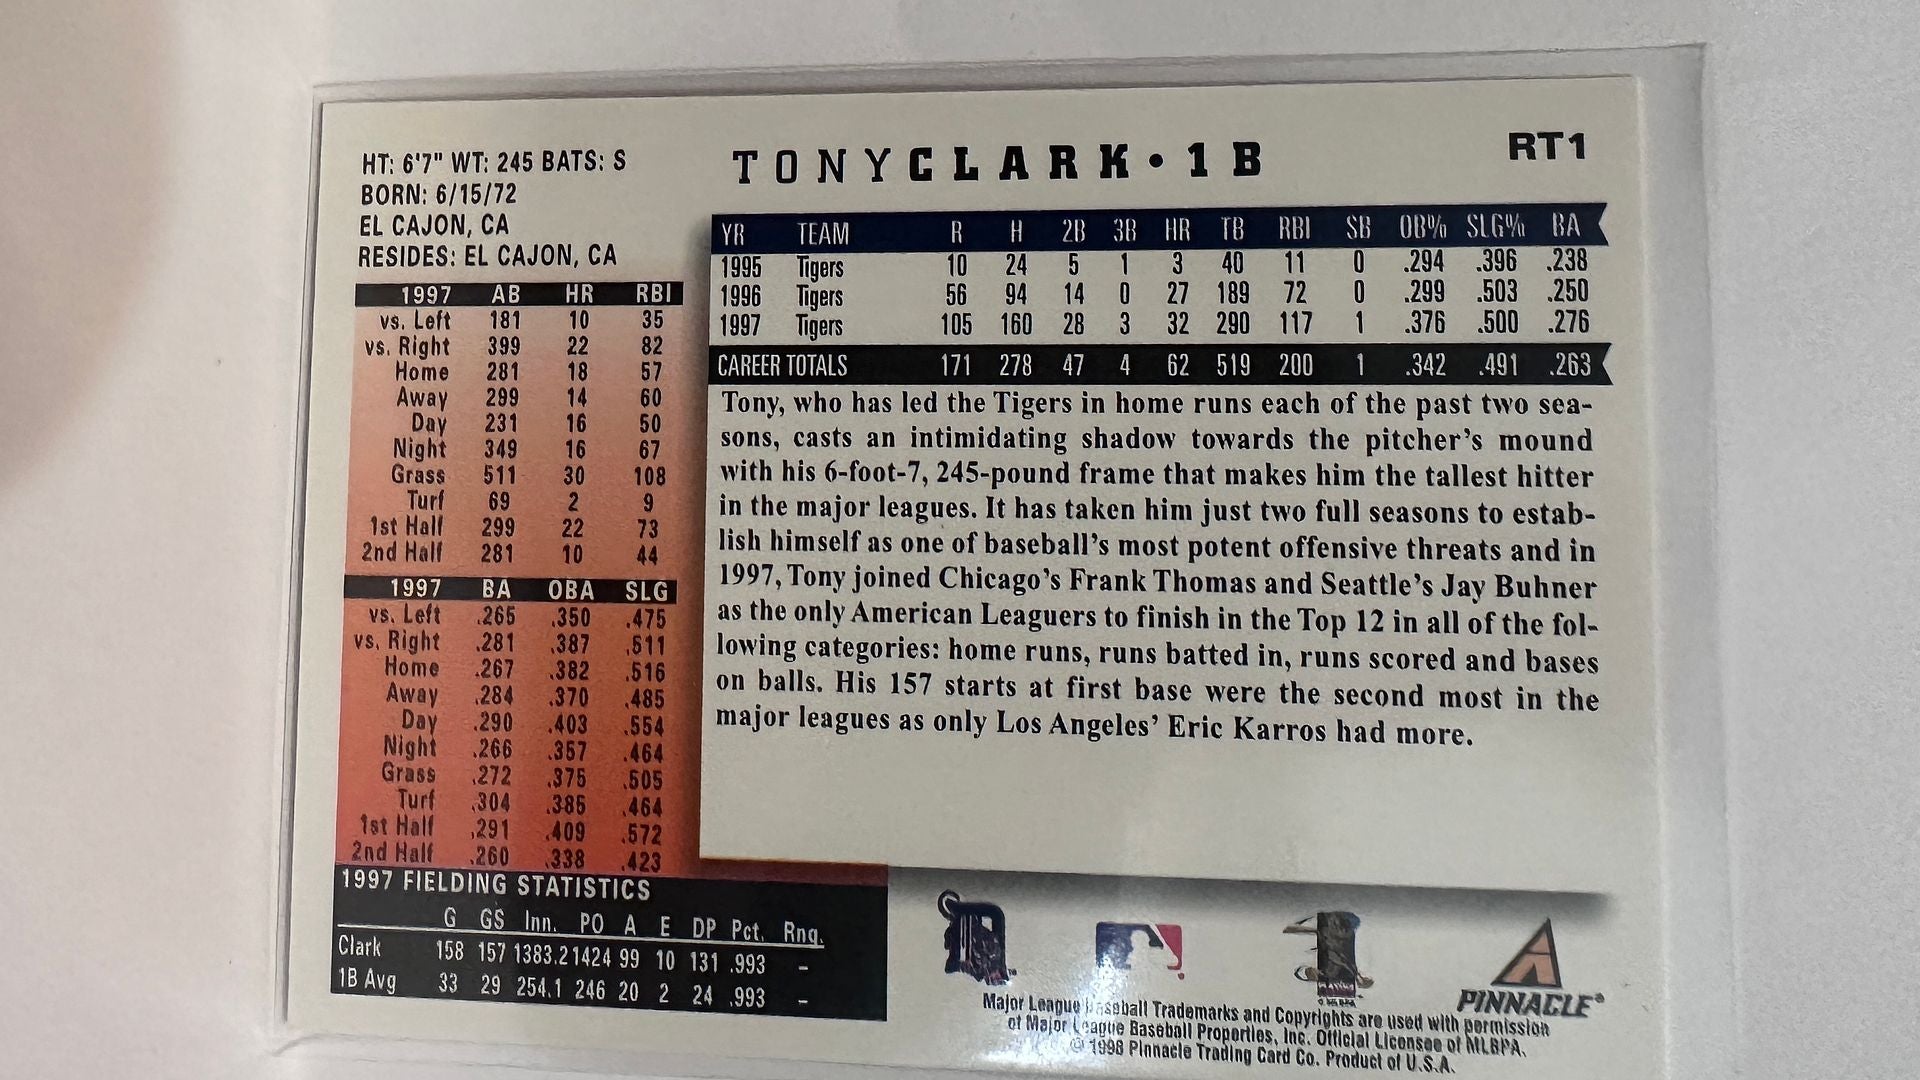 HT: 6'7" WT: 245 BATS: S
BORN: 6/15/72
EL CAJON, CA
RESIDES: EL CAJON, CA
1997 AB HR RBI
vs. Left 181 10 35
vs. Right 399 22 82
Home 281 18 57
Away 299 14 60
Day 231 16 50
Night 349 16 67
Grass 511 30 108
Turf 69 2 9
1st Half 299 22 73
2nd Half 281 10 44
1997 BA OBA SLG
vs. Left .265 .350 .475
vs. Right .281 .387 .511
Home .267 .382 .516
Away .284 .370 .485
Day .290 .403 .554
Night .266 .357 .464
Grass .272 .375 .505
Turf .304 .385 .464
1st Half .291 .409 .572
2nd Half .260 .338 .423
1997 FIELDING STATISTICS
G GS Inn. PO A E DP Pct. Rng.
Clark 158 157 1383.2 1424 99 10 131 .993 –
1B Avg 33 29 254.1 246 20 2 24 .993 –
TONY CLARK • 1B
RT1
YR TEAM R H 2B 3B HR TB RBI SB OB% SLG% BA
1995 Tigers 10 24 5 1 3 40 11 0 .294 .396 .238
1996 Tigers 56 94 14 0 27 189 72 0 .299 .503 .250
1997 Tigers 105 160 28 3 32 290 117 1 .376 .500 .276
CAREER TOTALS 171 278 47 4 62 519 200 1 .342 .491 .263
Tony, who has led the Tigers in home runs each of the past two sea-
sons, casts an intimidating shadow towards the pitcher's mound
with his 6-foot-7, 245-pound frame that makes him the tallest hitter
in the major leagues. It has taken him just two full seasons to estab-
lish himself as one of baseball's most potent offensive threats and in
1997, Tony joined Chicago's Frank Thomas and Seattle's Jay Buhner
as the only American Leaguers to finish in the Top 12 in all of the fol-
lowing categories: home runs, runs batted in, runs scored and bases
on balls. His 157 starts at first base were the second most in the
major leagues as only Los Angeles' Eric Karros had more.
PINNACLE®
Major League Baseball Trademarks and Copyrights are used with permission
of Major League Baseball Properties, Inc. Official Licensee of MLBPA.
© 1998 Pinnacle Trading Card Co. Product of U.S.A.